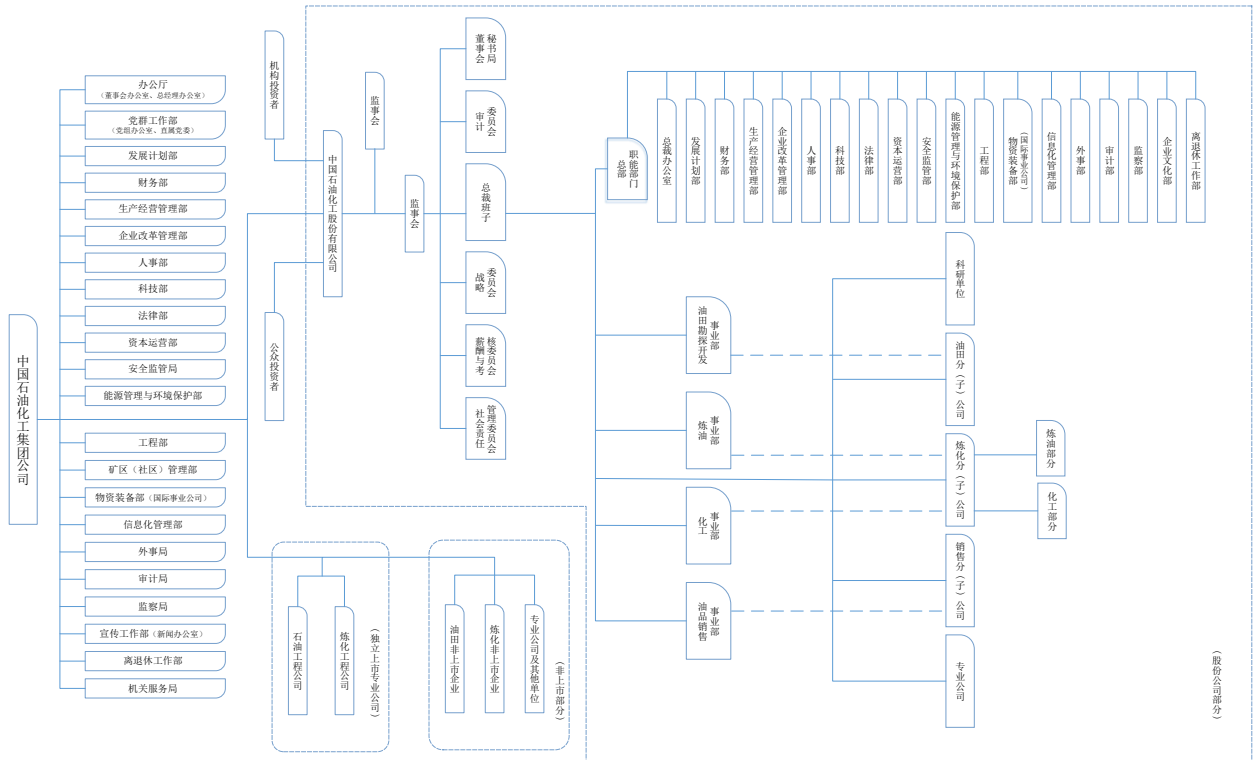 中国石油化工集团公司
办公厅
（董事会办公室、总经理办公室）
党群工作部
（党组办公室、直属党委）
发展计划部
财务部
生产经营管理部
企业改革管理部
人事部
科技部
法律部
资本运营部
安全监管局
能源管理与环境保护部
工程部
矿区（社区）管理部
物资装备部（国际事业公司）
信息化管理部
外事局
审计局
监察局
宣传工作部（新闻办公室）
离退休工作部
机关服务局
机构投资者
公众投资者
中国石油化工股份有限公司
监事会
监事会
秘书局
董事会
委员会
审计
总裁班子
委员会
战略
核委员会
薪酬与考
管理委员会
社会责任
职能部门
总部
总裁办公室
发展计划部
财务部
生产经营管理部
企业改革管理部
人事部
科技部
法律部
资本运营部
安全监管部
能源管理与环境保护部
工程部
（国际事业公司）
物资装备部
信息化管理部
外事部
审计部
监察部
企业文化部
离退休工作部
事业部
油田勘探开发
事业部
炼油
事业部
化工
事业部
油品销售
科研单位
油田分（子）公司
炼化分（子）公司
销售分（子）公司
专业公司
炼油部分
化工部分
石油工程公司
炼化工程公司
（独立上市专业公司）
油田非上市企业
炼化非上市企业
专业公司及其他单位
（非上市部分）
（股份公司部分）